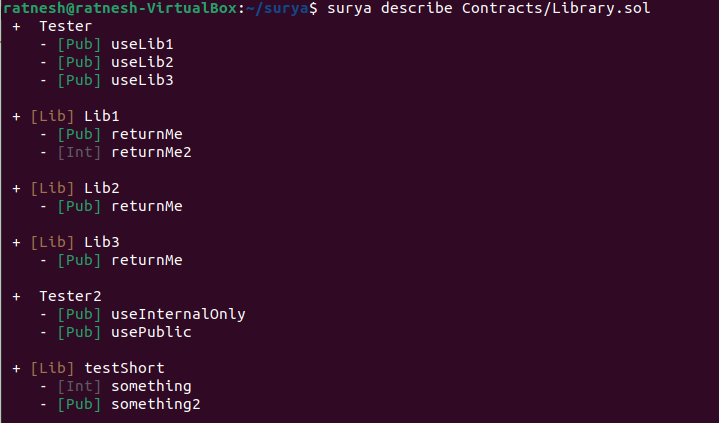 ratnesh@ratnesh-VirtualBox:~/surya$ surya describe Contracts/Library.sol
+  Tester
- [Pub] useLib1
- [Pub] useLib2
- [Pub] useLib3
+ [Lib] Lib1
- [Pub] returnMe
- [Int] returnMe2
+ [Lib] Lib2
- [Pub] returnMe
+ [Lib] Lib3
- [Pub] returnMe
+  Tester2
- [Pub] useInternalOnly
- [Pub] usePublic
+ [Lib] testShort
- [Int] something
- [Pub] something2